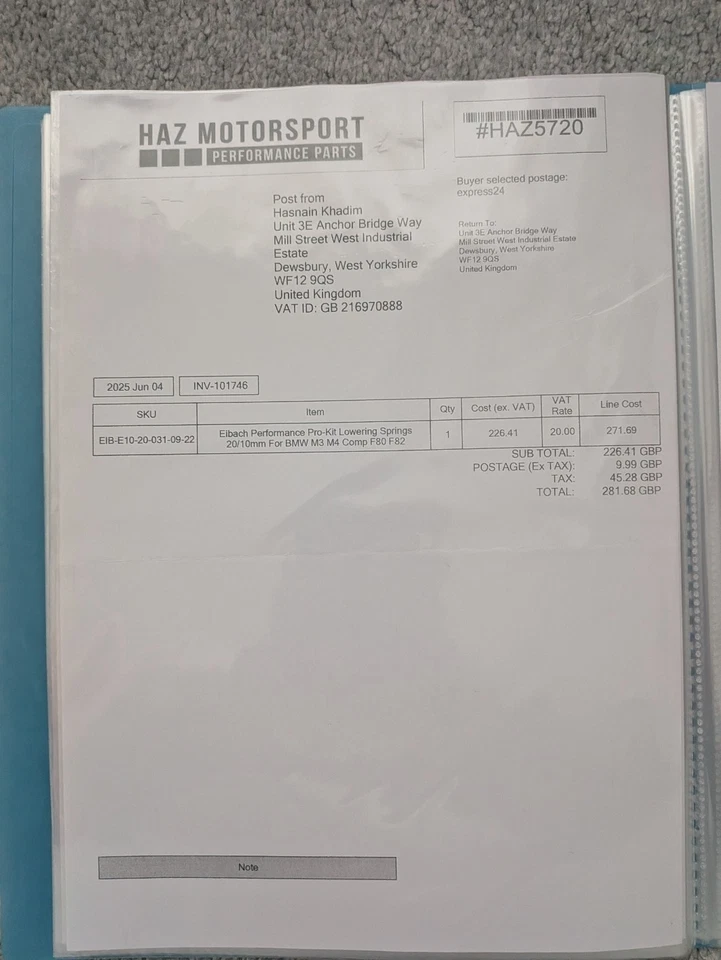 HAZ MOTORSPORT
PERFORMANCE PARTS
#HAZ5720
Buyer selected postage:
express24
Post from
Hasnain Khadim
Unit 3E Anchor Bridge Way
Mill Street West Industrial
Estate
Dewsbury, West Yorkshire
WF12 9QS
United Kingdom
VAT ID: GB 216970888
Return To:
Unit 3E Anchor Bridge Way
Mill Street West Industrial Estate
Dewsbury, West Yorkshire
WF12 9QS
United Kingdom
2025 Jun 04 INV-101746
SKU Item Qty Cost (ex. VAT) VAT Rate Line Cost
EIB-E10-20-031-09-22 Eibach Performance Pro-Kit Lowering Springs 1 226.41 20.00 271.69
20/10mm For BMW M3 M4 Comp F80 F82
SUB TOTAL: 226.41 GBP
POSTAGE (Ex TAX): 9.99 GBP
TAX: 45.28 GBP
TOTAL: 281.68 GBP
Note